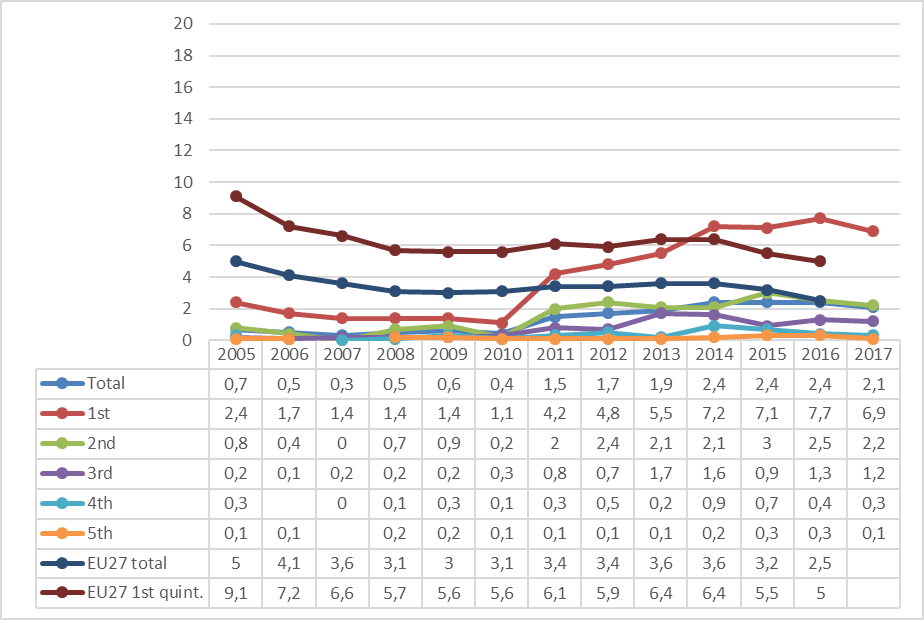 20
18
16
14
12
10
8
6
4
2
0
2005 2006 2007 2008 2009 2010 2011 2012 2013 2014 2015 2016 2017
Total 0,7 0,5 0,3 0,5 0,6 0,4 1,5 1,7 1,9 2,4 2,4 2,4 2,1
1st 2,4 1,7 1,4 1,4 1,4 1,1 4,2 4,8 5,5 7,2 7,1 7,7 6,9
2nd 0,8 0,4 0 0,7 0,9 0,2 2 2,4 2,1 2,1 3 2,5 2,2
3rd 0,2 0,1 0,2 0,2 0,2 0,3 0,8 0,7 1,7 1,6 0,9 1,3 1,2
4th 0,3 0 0,1 0,3 0,1 0,3 0,5 0,2 0,9 0,7 0,4 0,3
5th 0,1 0,1 0,2 0,2 0,1 0,1 0,1 0,1 0,2 0,3 0,3 0,1
EU27 total 5 4,1 3,6 3,1 3 3,1 3,4 3,4 3,6 3,6 3,2 2,5
EU27 1st quint. 9,1 7,2 6,6 5,7 5,6 5,6 6,1 5,9 6,4 6,4 5,5 5